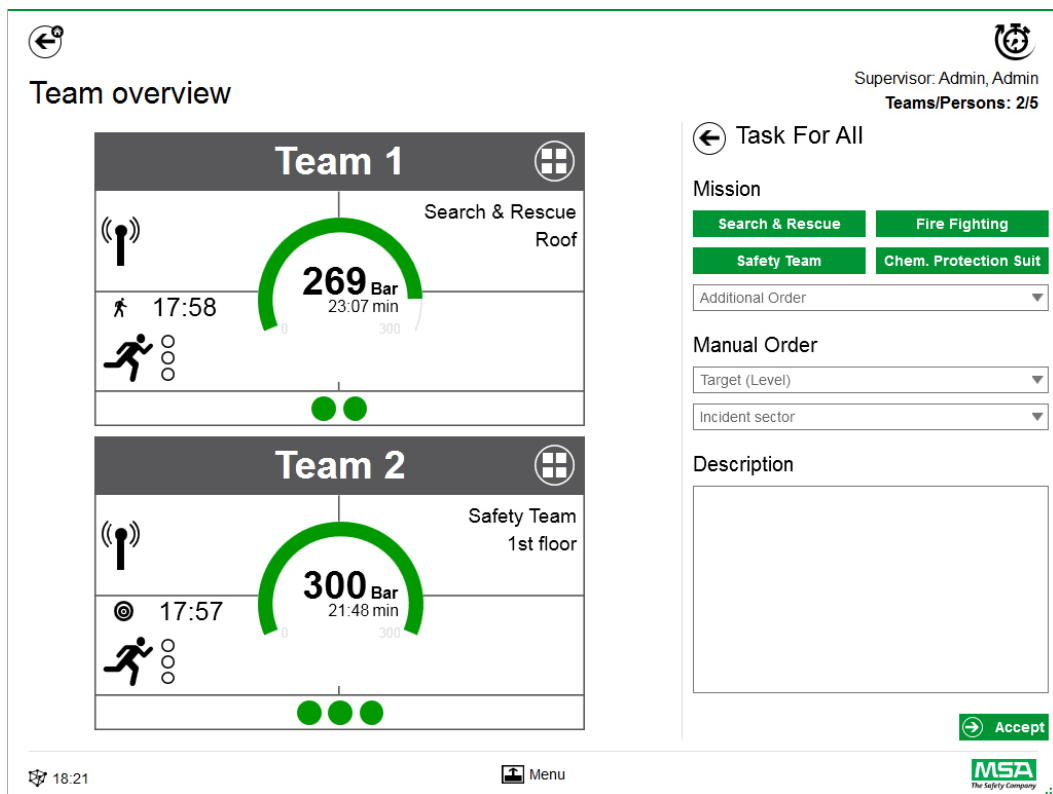 Supervisor: Admin, Admin
Team overview
Teams/Persons: 2/5
Team 1
Search & Rescue
Roof
269 Bar
23:07 min
0 300
17:58
Team 2
Safety Team
1st floor
300 Bar
21:48 min
0 300
17:57
Task For All
Mission
Search & Rescue
Fire Fighting
Safety Team
Chem. Protection Suit
Additional Order
Manual Order
Target (Level)
Incident sector
Description
Accept
18:21
Menu
MSA
The Safety Company